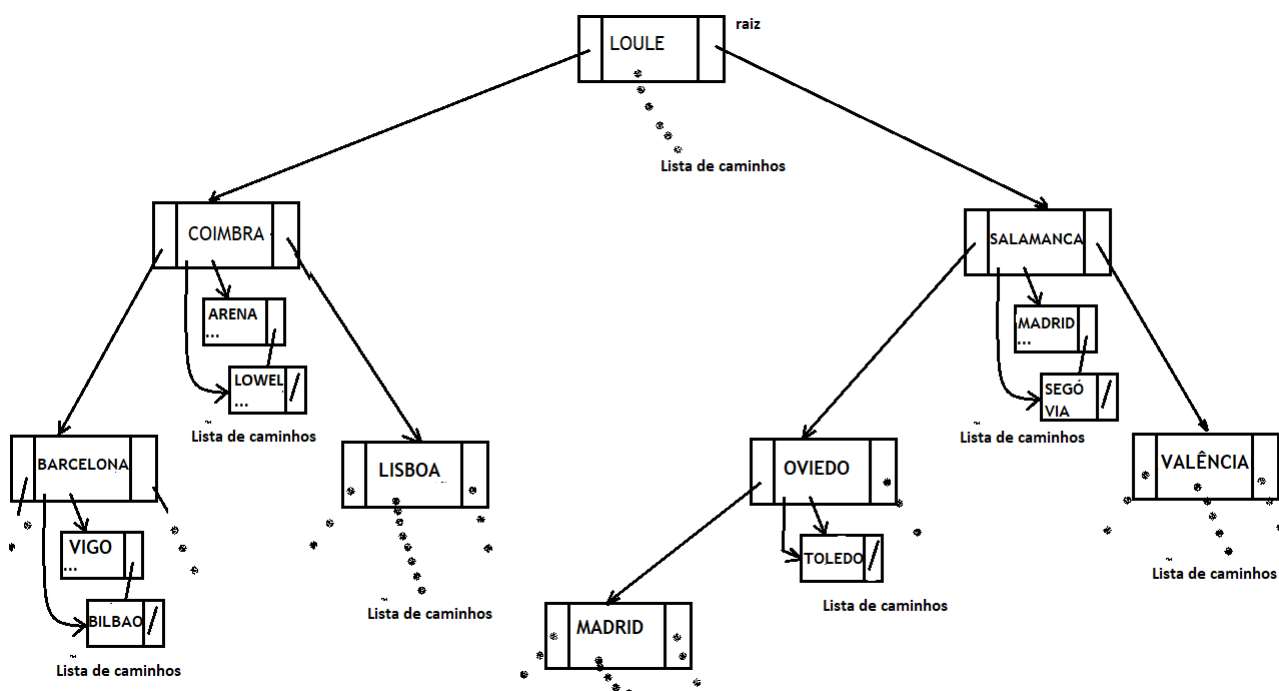 raiz
LOULE
Lista de caminhos
COIMBRA
SALAMANCA
ARENA
...
MADRID
...
LOWEL
...
SEGÓ
VIA
Lista de caminhos
Lista de caminhos
BARCELONA
LISBOA
OVIEDO
VALÊNCIA
VIGO
...
TOLEDO
Lista de caminhos
BILBAO
Lista de caminhos
Lista de caminhos
MADRID
Lista de caminhos